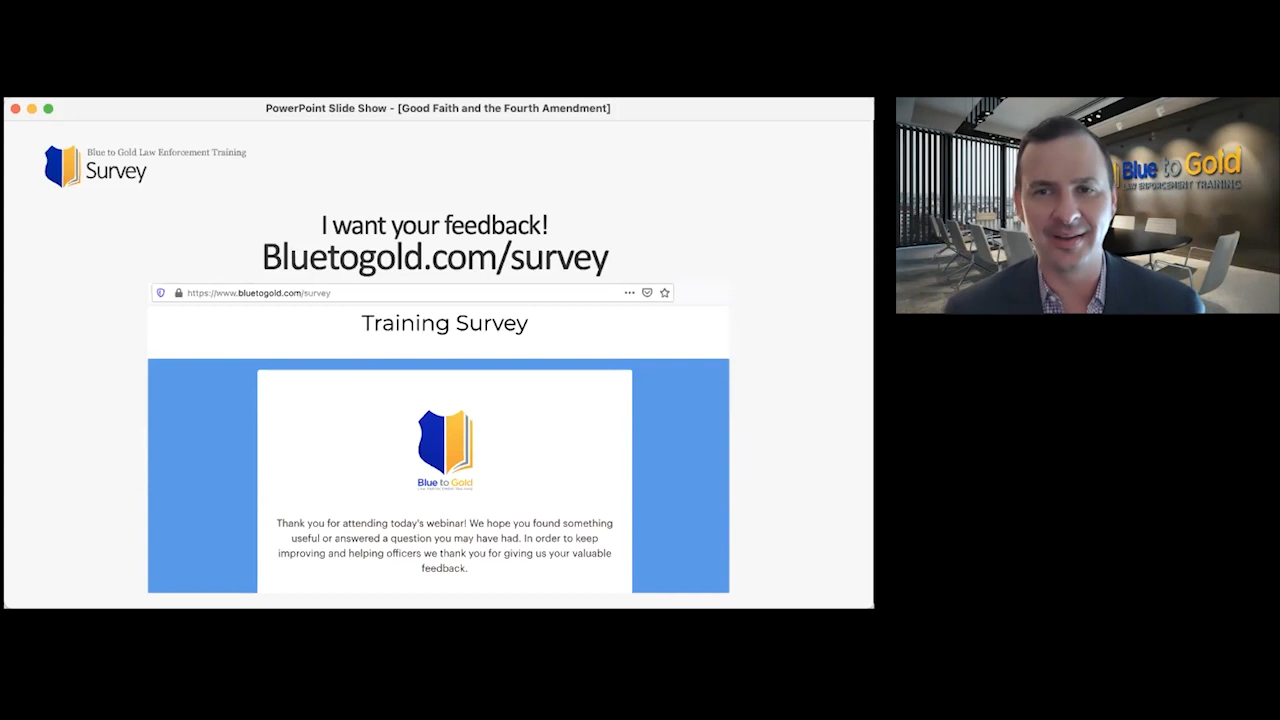 PowerPoint Slide Show - [Good Faith and the Fourth Amendment]
Blue to Gold Law Enforcement Training
Survey
I want your feedback!
Bluetogold.com/survey
https://www.bluetogold.com/survey
Training Survey
Blue to Gold
LAW ENFORCEMENT TRAINING
Thank you for attending today's webinar! We hope you found something
useful or answered a question you may have had. In order to keep
improving and helping officers we thank you for giving us your valuable
feedback.
Blue to Gold
LAW ENFORCEMENT TRAINING